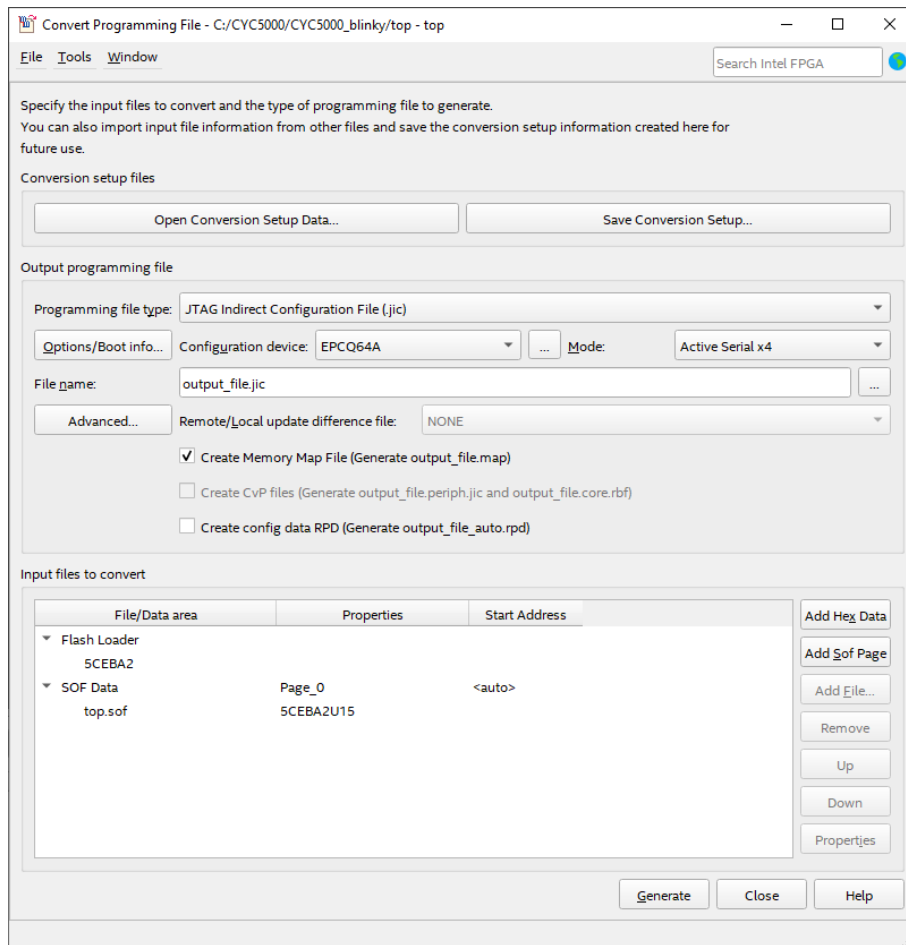 Convert Programming File - C:/CYC5000/CYC5000_blinky/top - top
File Tools Window
Search Intel FPGA
Specify the input files to convert and the type of programming file to generate.
You can also import input file information from other files and save the conversion setup information created here for
future use.
Conversion setup files
Open Conversion Setup Data... Save Conversion Setup...
Output programming file
Programming file type: JTAG Indirect Configuration File (.jic)
Options/Boot info... Configuration device: EPCQ64A ... Mode: Active Serial x4
File name: output_file.jic ...
Advanced... Remote/Local update difference file: NONE
Create Memory Map File (Generate output_file.map)
Create CvP files (Generate output_file.periph.jic and output_file.core.rbf)
Create config data RPD (Generate output_file_auto.rpd)
Input files to convert
File/Data area Properties Start Address
Flash Loader
5CEBA2
SOF Data Page_0 <auto>
top.sof 5CEBA2U15
Add Hex Data
Add Sof Page
Add File...
Remove
Up
Down
Properties
Generate Close Help